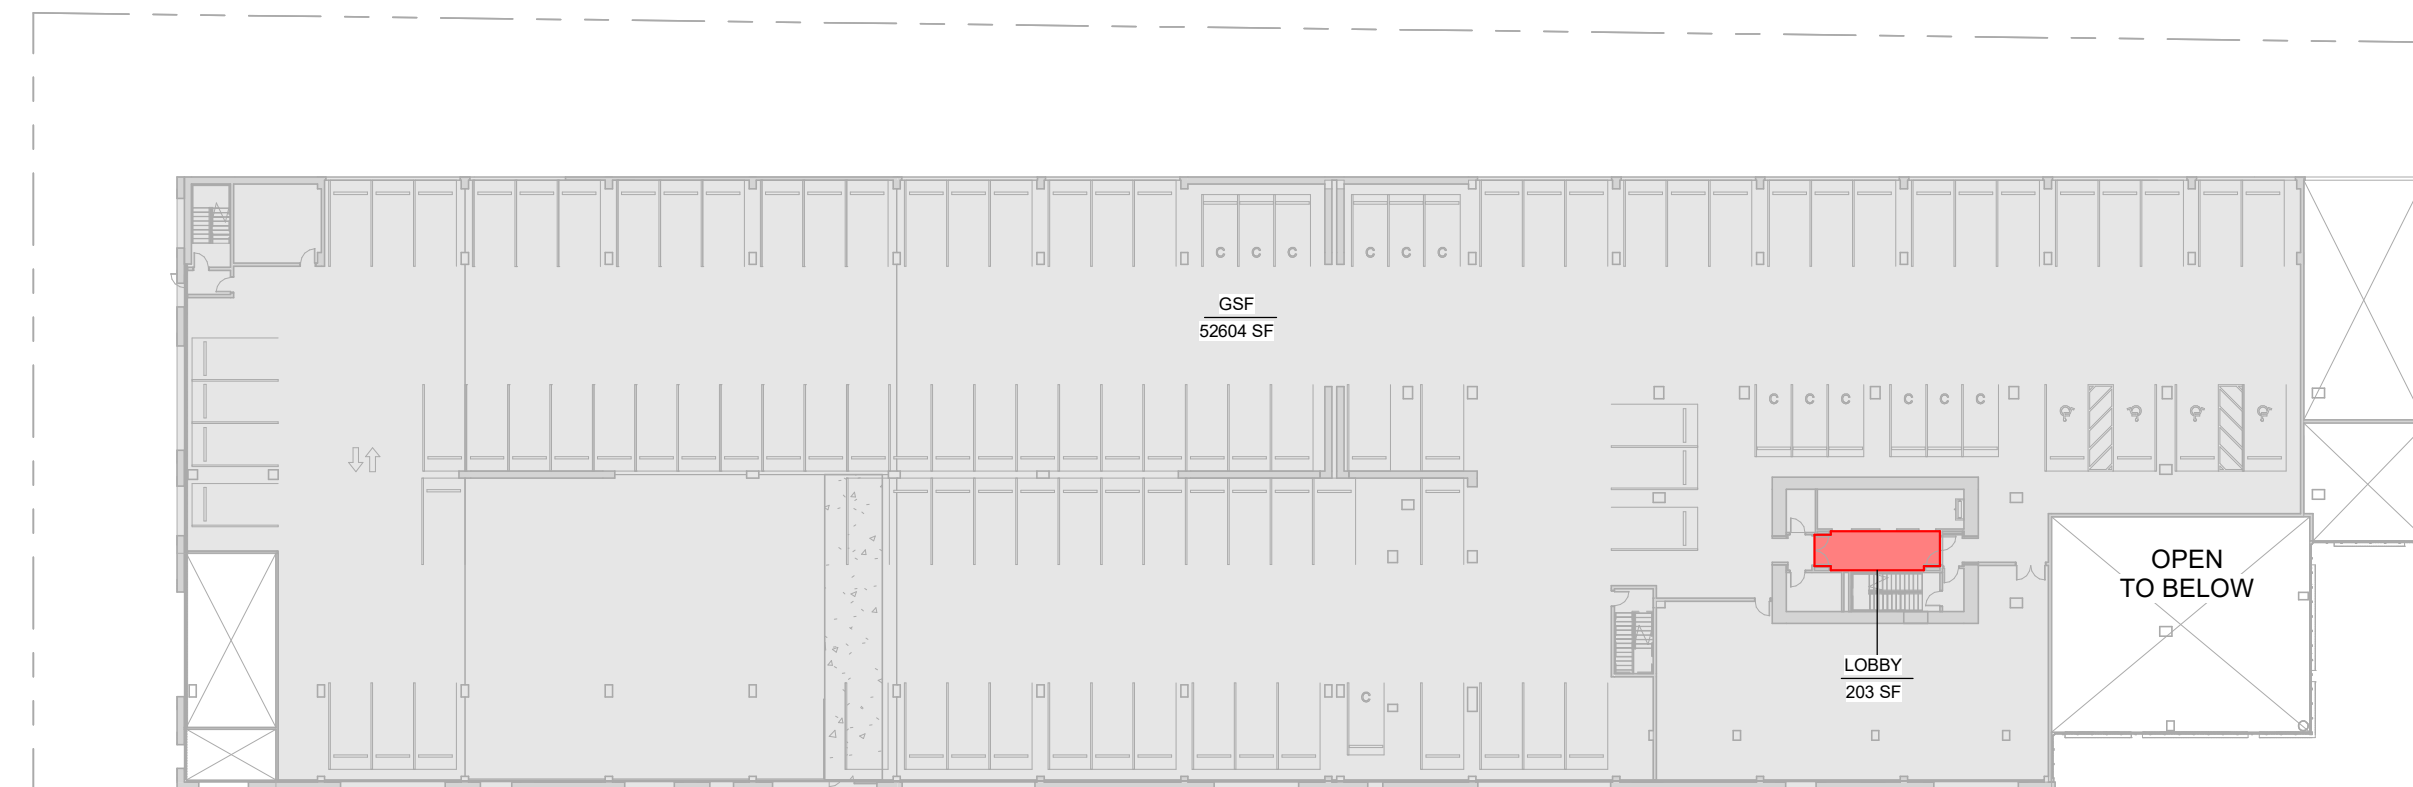 C C C C C C
GSF
52604 SF
C C C C C C
OPEN
TO BELOW
LOBBY
203 SF
C